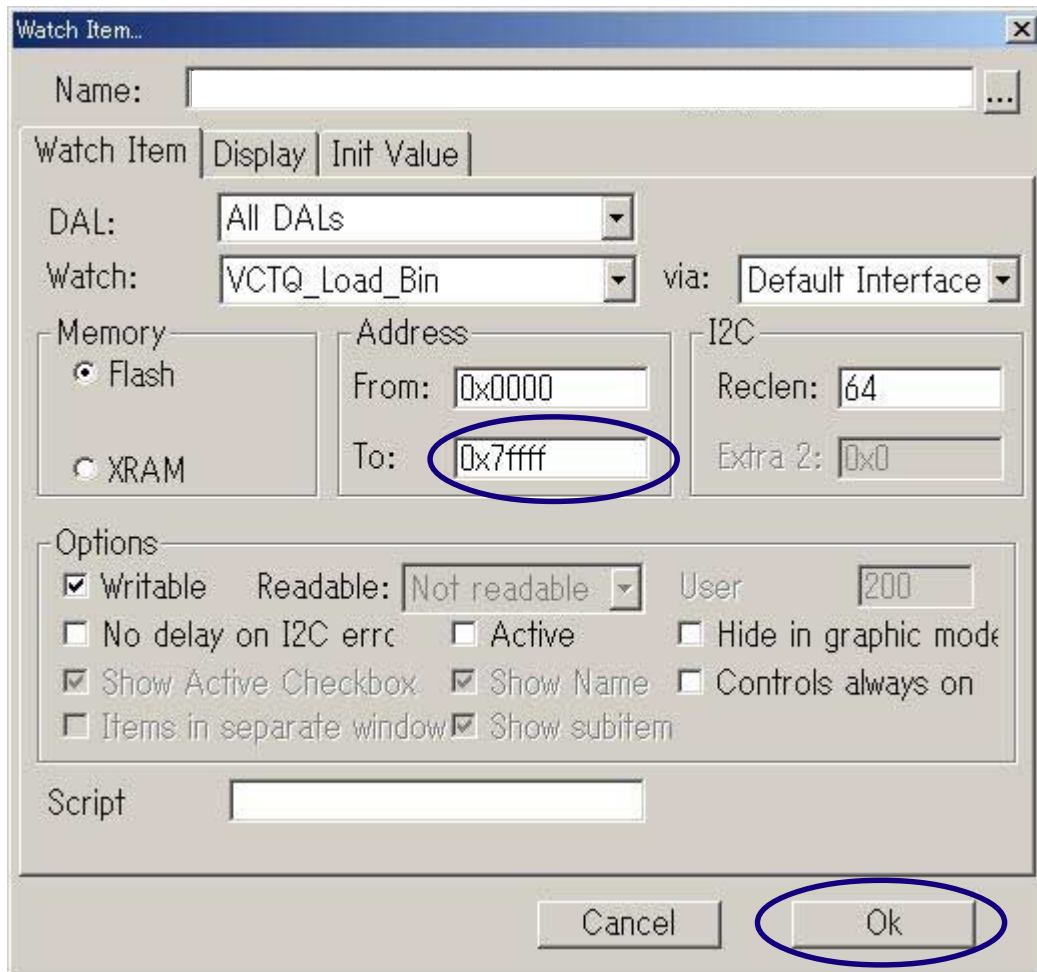 Watch Item...
Name: ...
Watch Item Display Init Value
DAL: All DALs
Watch: VCTQ_Load_Bin via: Default Interface
Memory Address I2C
Flash From: 0x0000 Reclen: 64
XRAM To: 0x7ffff Extra 2: 0x0
Options
Writable Readable: Not readable User 200
No delay on I2C errc Active Hide in graphic mode
Show Active Checkbox Show Name Controls always on
Items in separate window Show subitem
Script
Cancel Ok